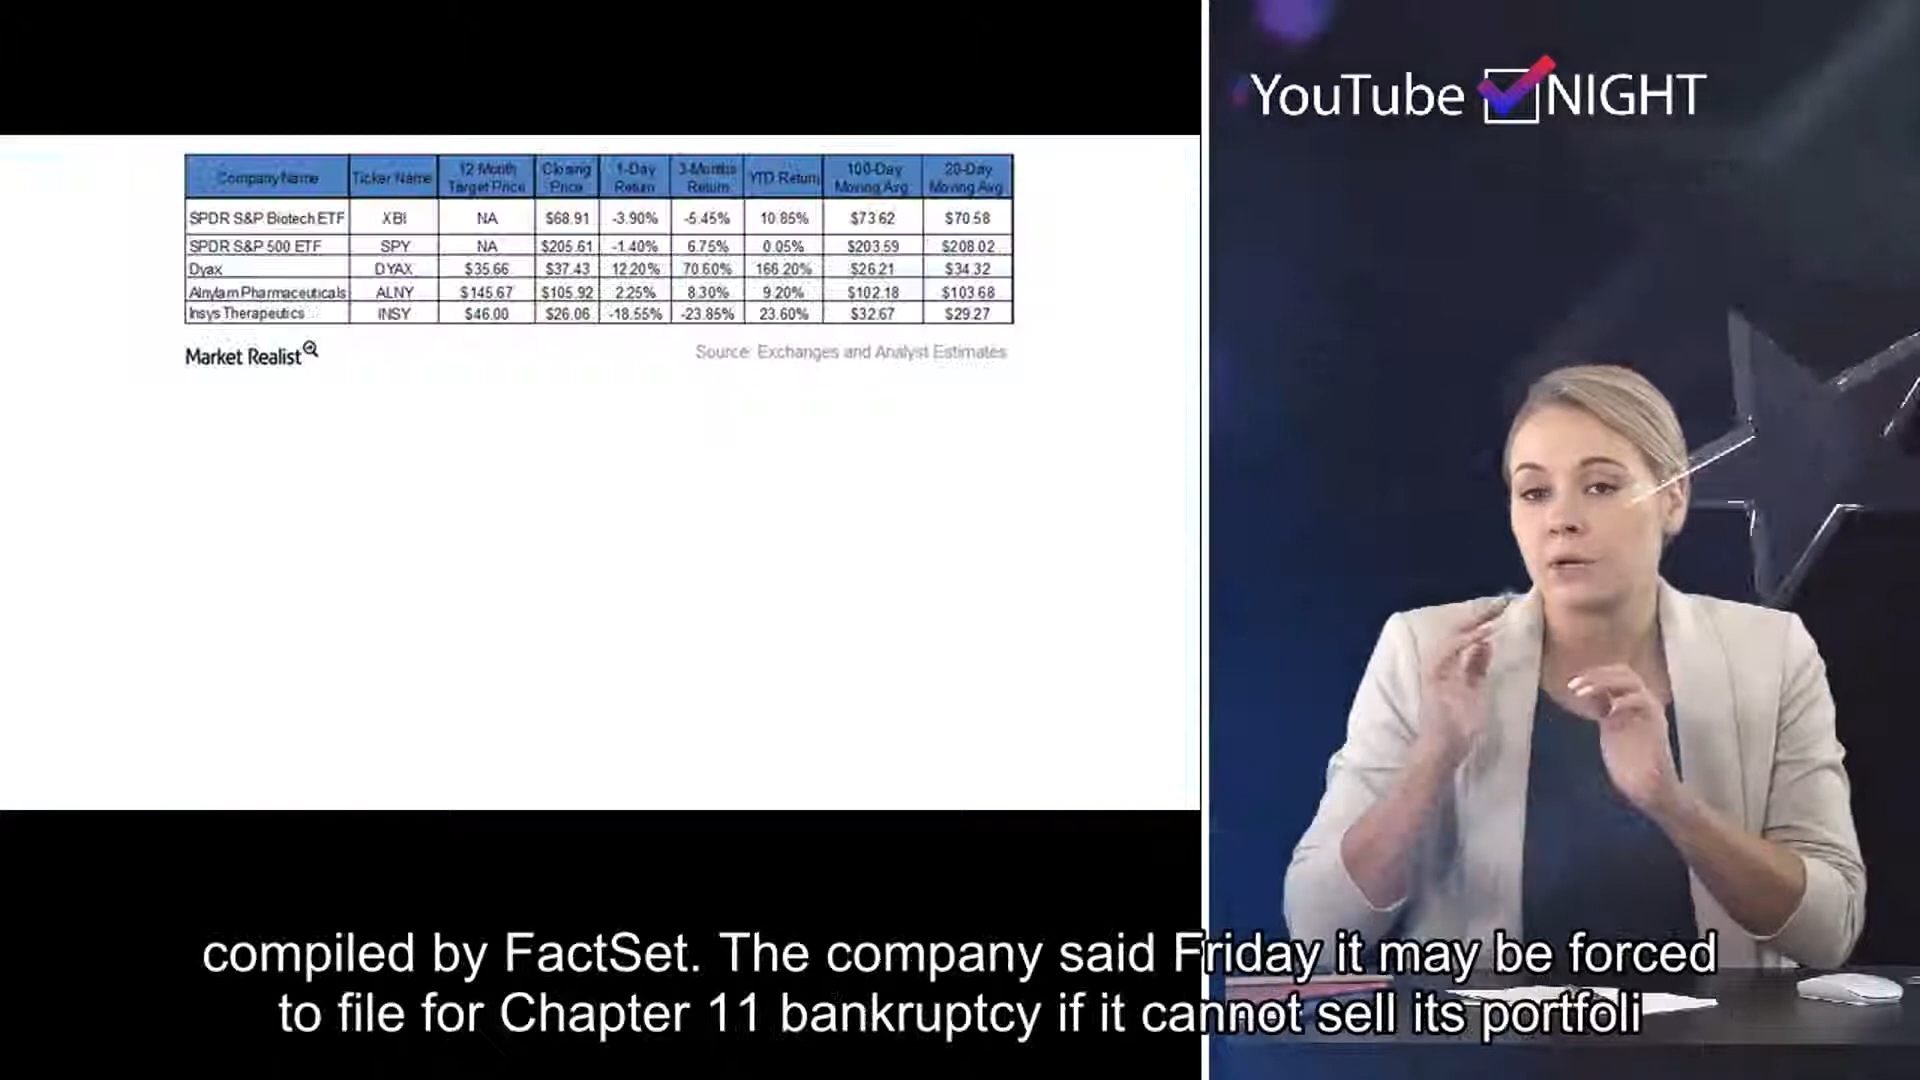 YouTube NIGHT
Company Name Ticker Name 12 Month Target Price Closing Price 1-Day Return 3-Months Return YTD Return 100-Day Moving Avg 20-Day Moving Avg
SPDR S&P Biotech ETF XBI NA $68.91 -3.90% -5.45% 10.85% $73.62 $70.58
SPDR S&P 500 ETF SPY NA $205.61 -1.40% 6.75% 0.05% $203.59 $208.02
Dyax DYAX $35.66 $37.43 12.20% 70.60% 166.20% $26.21 $34.32
Alnylam Pharmaceuticals ALNY $145.67 $105.92 2.25% 8.30% 9.20% $102.18 $103.68
Insys Therapeutics INSY $46.00 $26.06 -18.55% -23.85% 23.60% $32.67 $29.27
Market Realist
Source: Exchanges and Analyst Estimates
compiled by FactSet. The company said Friday it may be forced
to file for Chapter 11 bankruptcy if it cannot sell its portfoli